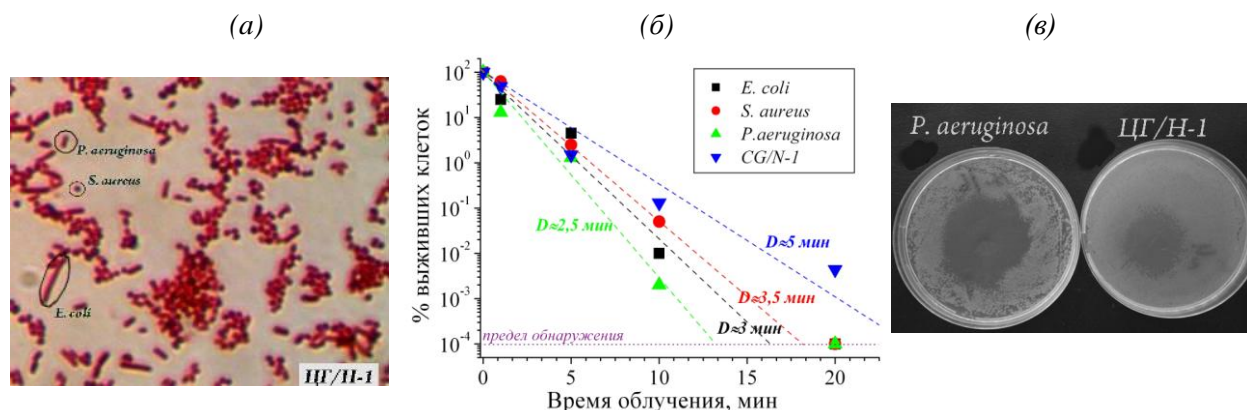 (а)
P. aeruginosa
S. aureus
E. coli
ЦГ/Н-1
(б)
% выживших клеток
10²
10¹
10⁰
10⁻¹
10⁻²
10⁻³
10⁻⁴
E. coli
S. aureus
P.aeruginosa
CG/N-1
D≈2,5 мин
D≈5 мин
D≈3,5 мин
D≈3 мин
предел обнаружения
0
5
10
15
20
Время облучения, мин
(в)
P. aeruginosa
ЦГ/Н-1